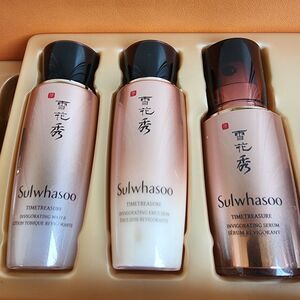 雪花秀
Sulwhasoo
TIMETREASURE
INVIGORATING WATER
LOTION TONIQUE REVIGORANTE
雪花秀
Sulwhasoo
TIMETREASURE
INVIGORATING EMULSION
EMULSION REVIGORANTE
雪花秀
Sulwhasoo
TIMETREASURE
INVIGORATING SERUM
SÉRUM REVIGORANT